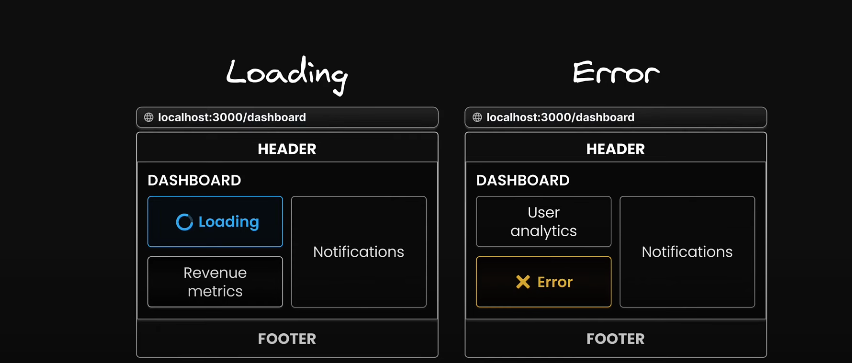 Loading
localhost:3000/dashboard
HEADER
DASHBOARD
Loading
Revenue
metrics
Notifications
FOOTER
Error
localhost:3000/dashboard
HEADER
DASHBOARD
User
analytics
Error
Notifications
FOOTER